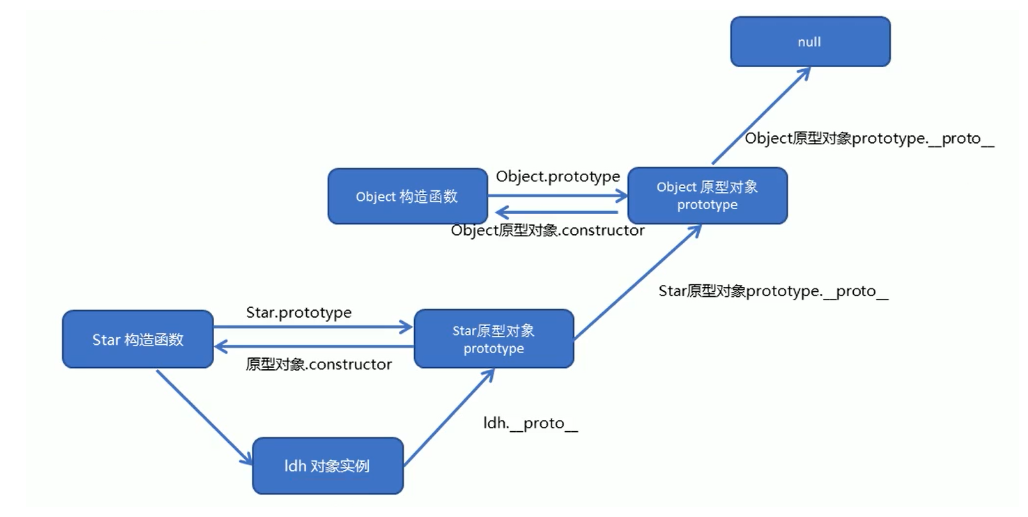 null
Object原型对象prototype.__proto__
Object 构造函数
Object.prototype
Object 原型对象
prototype
Object原型对象.constructor
Star原型对象prototype.__proto__
Star 构造函数
Star.prototype
Star原型对象
prototype
原型对象.constructor
ldh.__proto__
ldh 对象实例